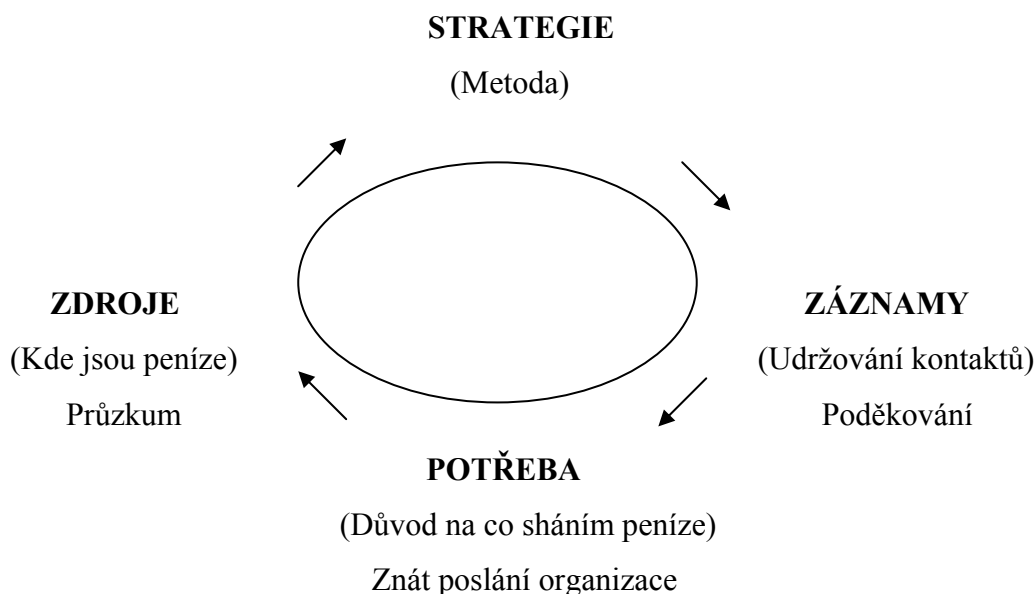 STRATEGIE
(Metoda)
ZDROJE
(Kde jsou peníze)
Průzkum
ZÁZNAMY
(Udržování kontaktů)
Poděkování
POTŘEBA
(Důvod na co sháním peníze)
Znát poslání organizace